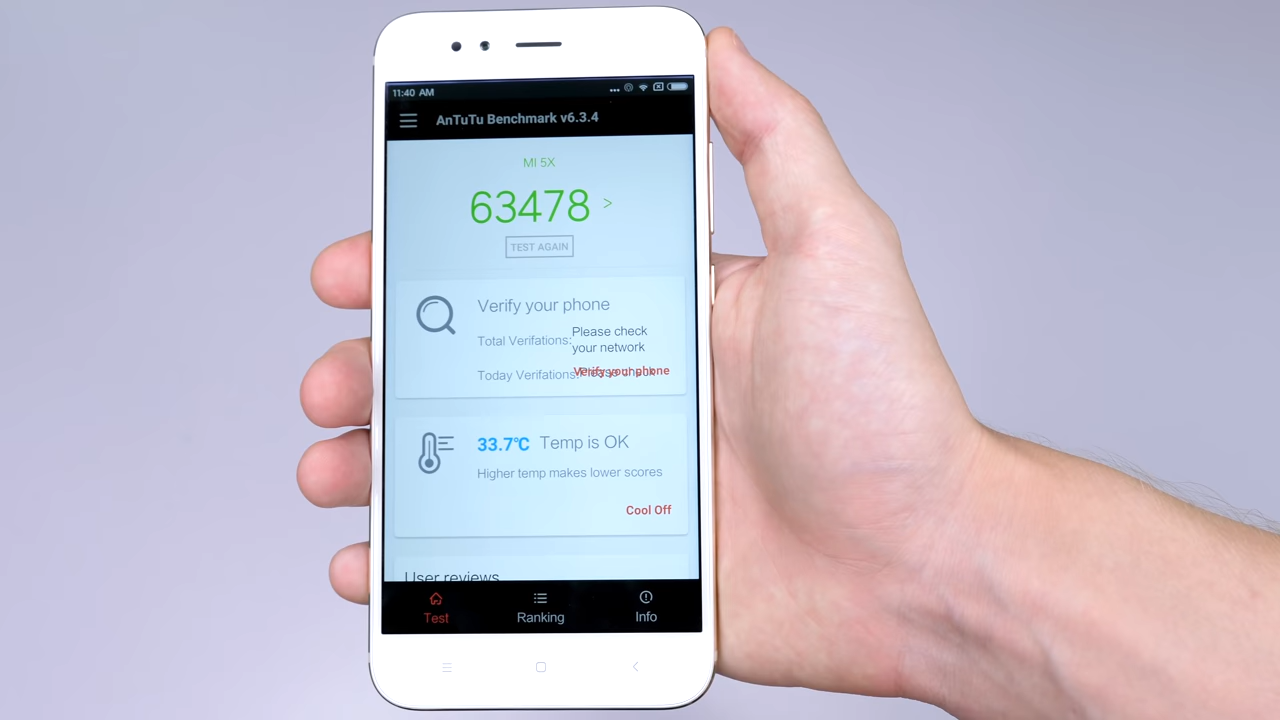 11:40 AM
AnTuTu Benchmark v6.3.4
MI 5X
63478 >
TEST AGAIN
Verify your phone
Total Verifations:
Please check
your network
Today Verifations:
Please check
Verify your phone
33.7℃ Temp is OK
Higher temp makes lower scores
Cool Off
User reviews
Test
Ranking
Info